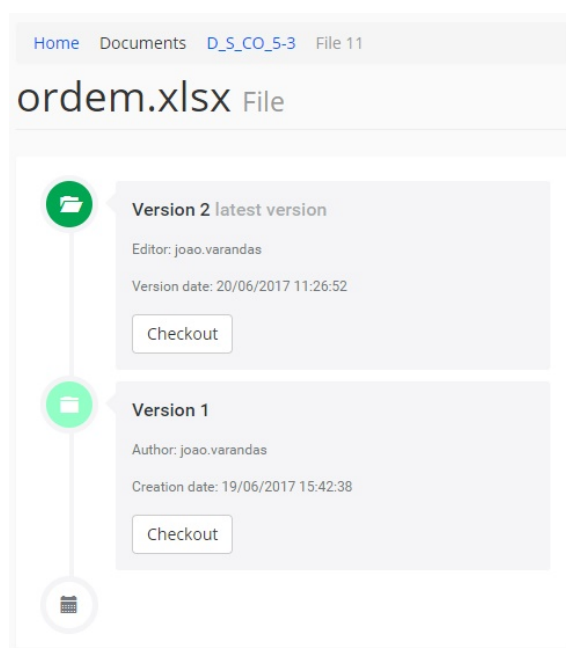 Home Documents D_S_CO_5-3 File 11
ordem.xlsx File
Version 2 latest version
Editor: joao.varandas
Version date: 20/06/2017 11:26:52
Checkout
Version 1
Author: joao.varandas
Creation date: 19/06/2017 15:42:38
Checkout